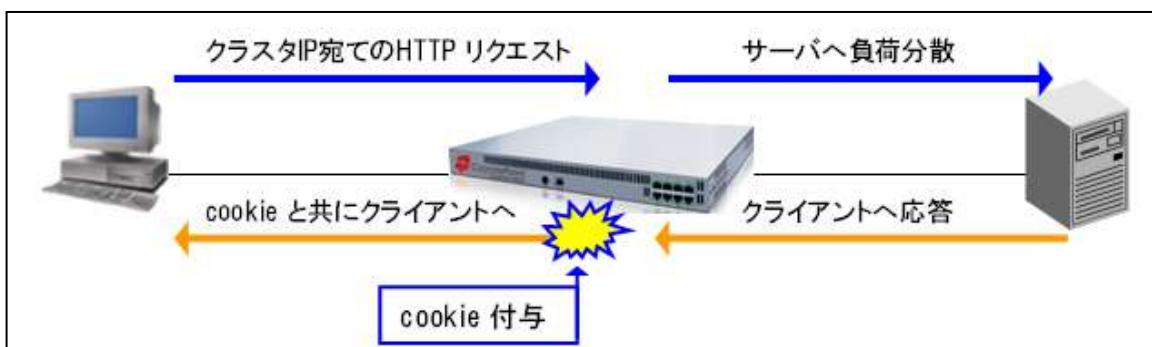 クラスタIP宛てのHTTP リクエスト
サーバへ負荷分散
cookie と共にクライアントへ
クライアントへ応答
cookie 付与